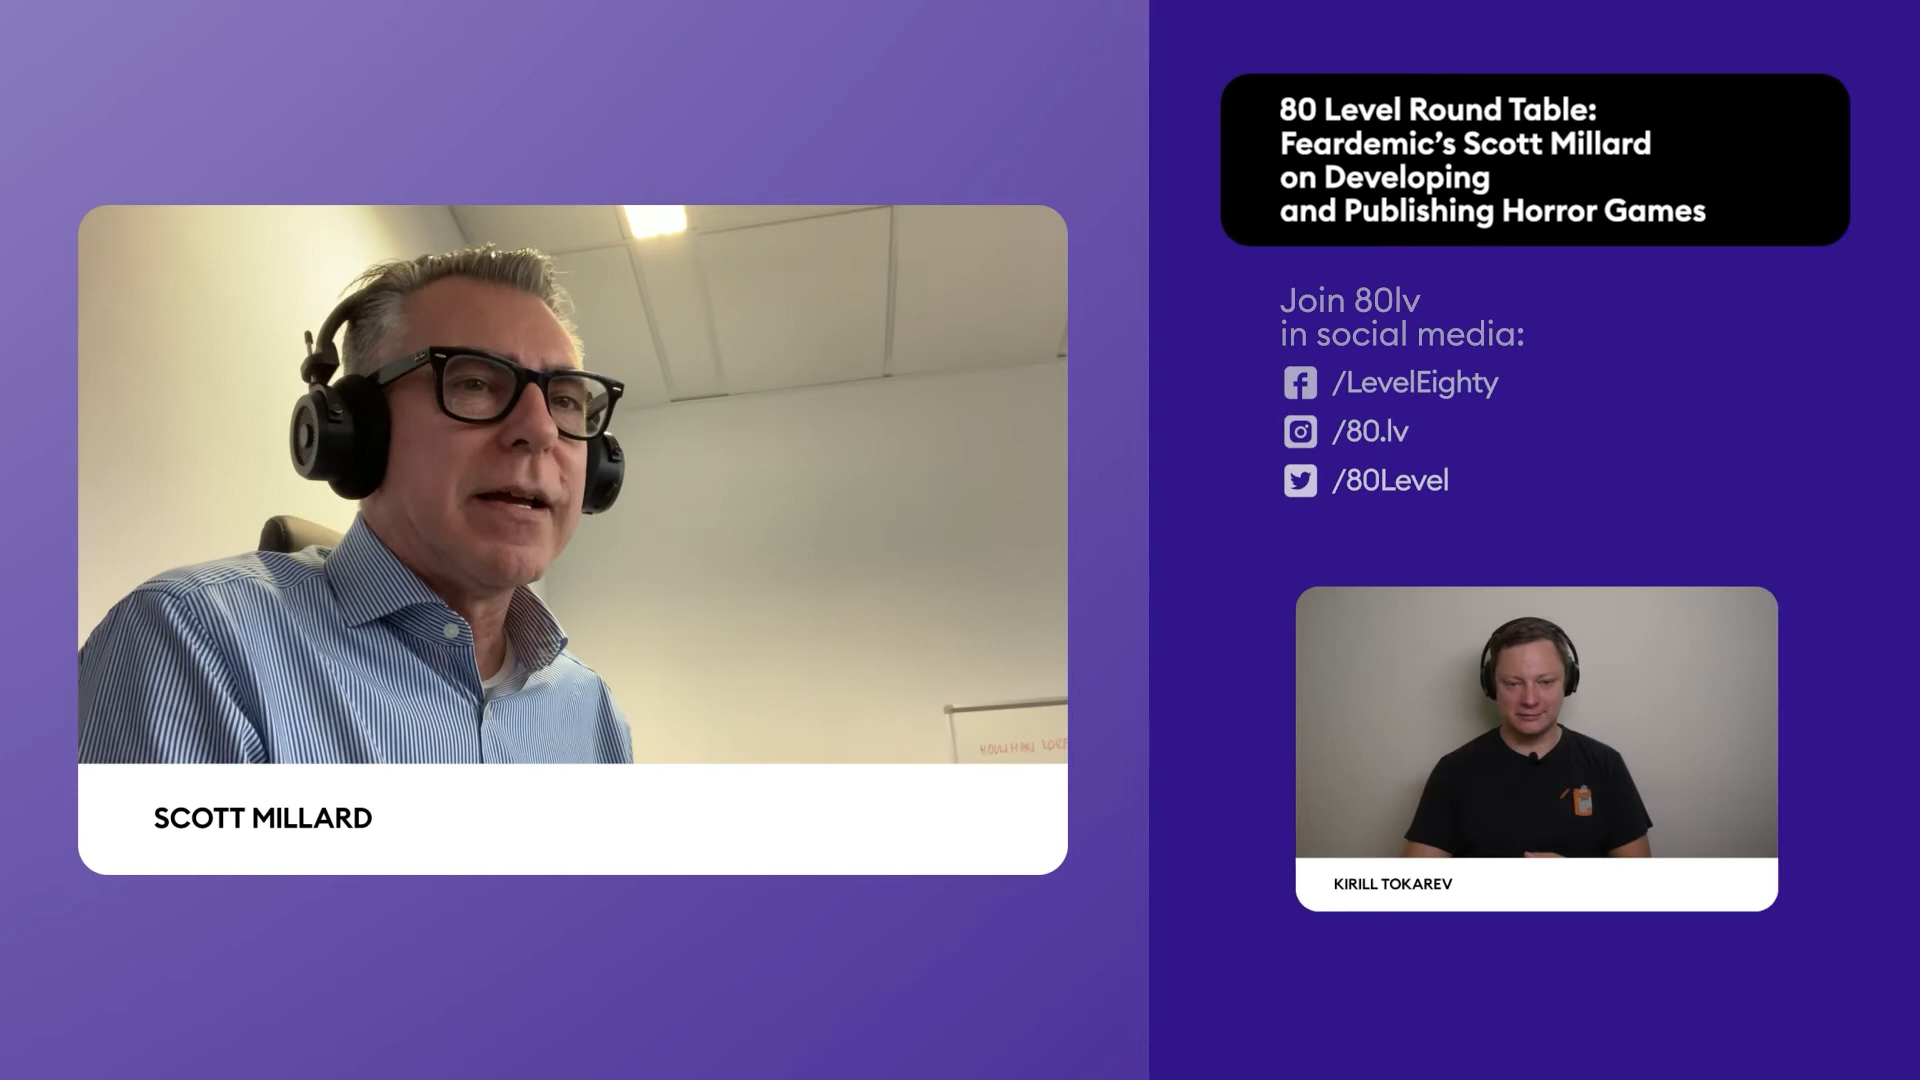 80 Level Round Table:
Feardemic’s Scott Millard
on Developing
and Publishing Horror Games
Join 80lv
in social media:
/LevelEighty
/80.lv
/80Level
SCOTT MILLARD
KIRILL TOKAREV